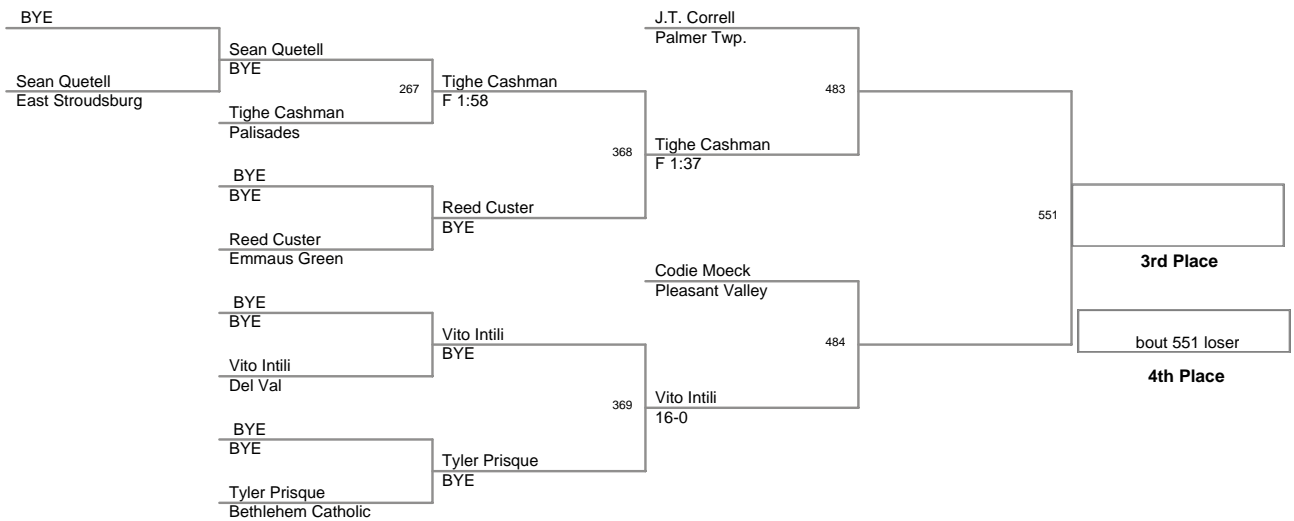 BYE
Sean Quetell
East Stroudsburg
Sean Quetell
BYE
267
Tighe Cashman
Palisades
Tighe Cashman
F 1:58
BYE
BYE
Reed Custer
Emmaus Green
Reed Custer
BYE
368
Tighe Cashman
F 1:37
J.T. Correll
Palmer Twp.
483
BYE
BYE
Vito Intili
Del Val
Vito Intili
BYE
BYE
BYE
Tyler Prisque
Bethlehem Catholic
Tyler Prisque
BYE
369
Vito Intili
16-0
Codie Moeck
Pleasant Valley
484
551
3rd Place
bout 551 loser
4th Place